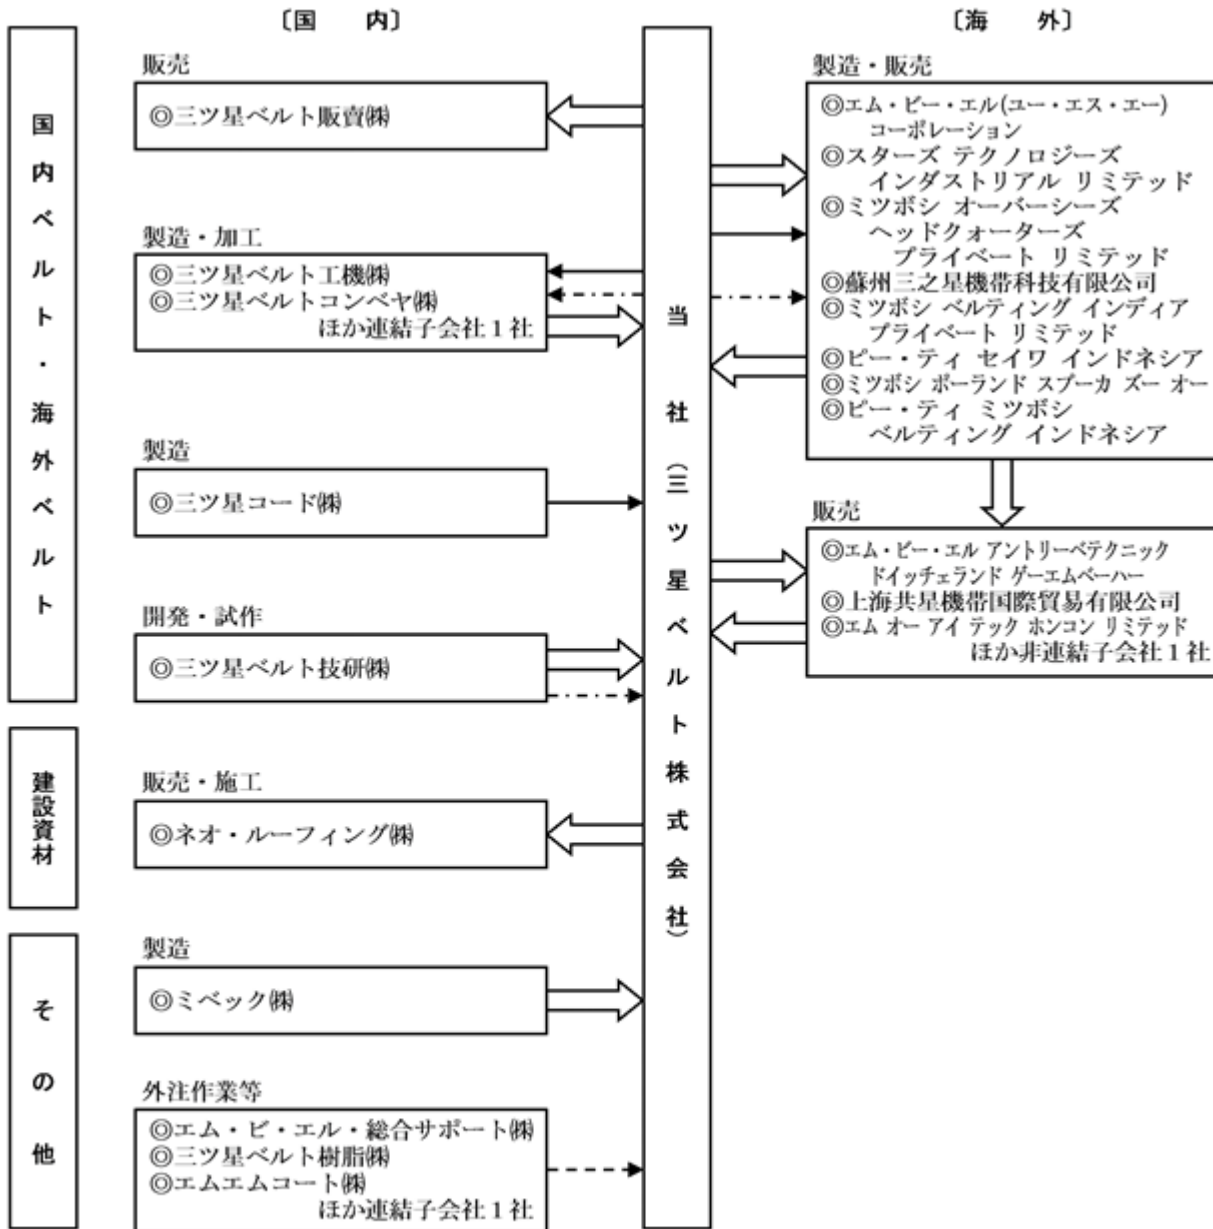 〔国 内〕
〔海 外〕
国内ベルト・海外ベルト
販売
◎三ツ星ベルト販賣㈱
製造・加工
◎三ツ星ベルト工機㈱
◎三ツ星ベルトコンベヤ㈱
ほか連結子会社1社
製造
◎三ツ星コード㈱
開発・試作
◎三ツ星ベルト技研㈱
建設資材
販売・施工
◎ネオ・ルーフィング㈱
その他
製造
◎ミベック㈱
外注作業等
◎エム・ビ・エル・総合サポート㈱
◎三ツ星ベルト樹脂㈱
◎エムエムコート㈱
ほか連結子会社1社
当社(三ツ星ベルト株式会社)
製造・販売
◎エム・ビー・エル(ユー・エス・エー)
コーポレーション
◎スターズ テクノロジーズ
インダストリアル リミテッド
◎ミツボシ オーバーシーズ
ヘッドクォーターズ
プライベート リミテッド
◎蘇州三之星機帯科技有限公司
◎ミツボシ ベルティング インディア
プライベート リミテッド
◎ピー・ティ セイワ インドネシア
◎ミツボシ ポーランド スプーカ ズー オー
◎ピー・ティ ミツボシ
ベルティング インドネシア
販売
◎エム・ビー・エル アントリーベテクニック
ドイッチェランド ゲーエムベーハー
◎上海共星機帯国際貿易有限公司
◎エム オー アイ テック ホンコン リミテッド
ほか非連結子会社1社